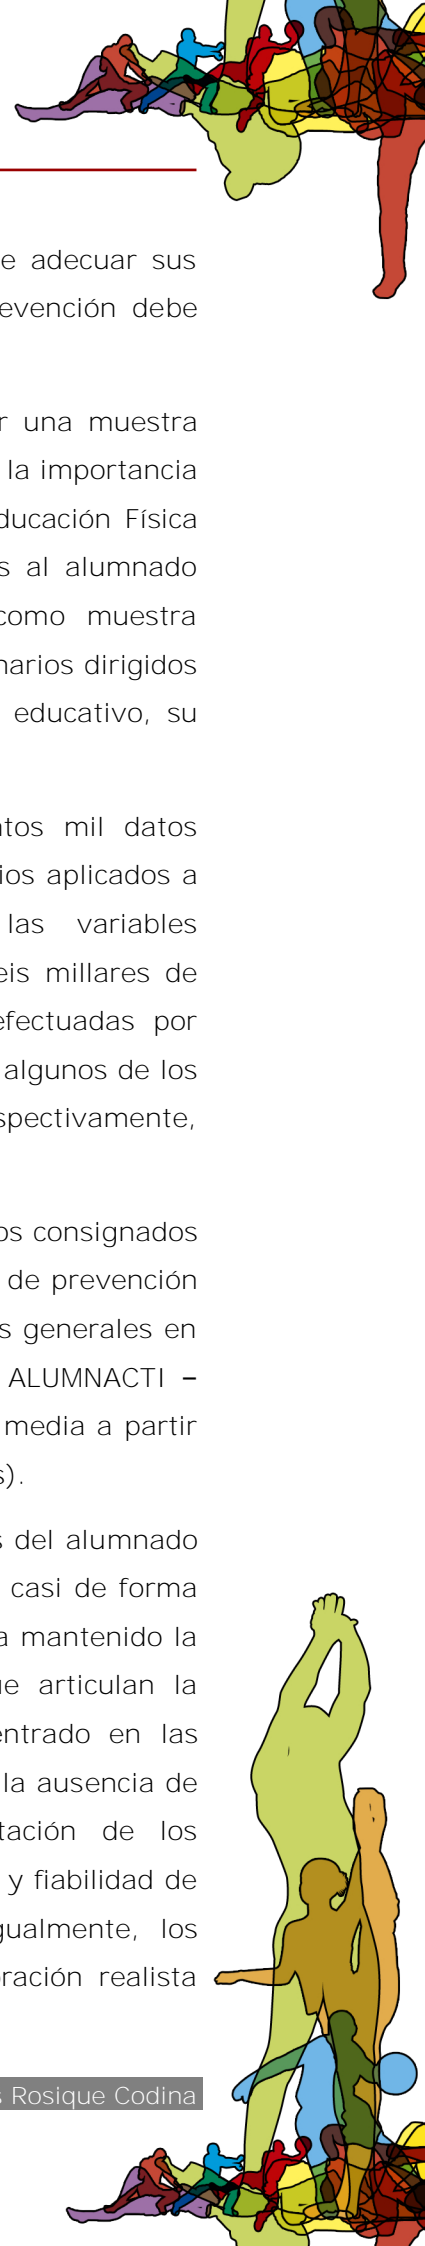 e adecuar sus
evención debe
r una muestra
la importancia
ducación Física
s al alumnado
como muestra
narios dirigidos
educativo, su
ntos mil datos
ios aplicados a
las variables
eis millares de
efectuadas por
algunos de los
spectivamente,
os consignados
de prevención
s generales en
ALUMNACTI –
media a partir
s).
s del alumnado
casi de forma
a mantenido la
ue articulan la
entrado en las
la ausencia de
tación de los
y fiabilidad de
gualmente, los
oración realista
s Rosique Codina